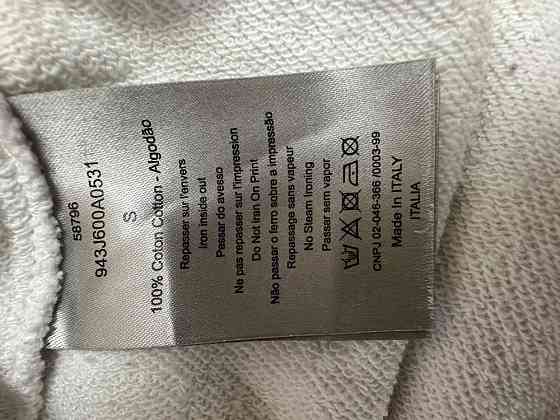 58796
943J600A0531
S
100% Coton Cotton - Algodão
Repasser sur l'envers
Iron inside out
Passar do avesso
Ne pas repasser sur l'impression
Do Not Iran On Print
Não passar o ferro sobre a impressão
Repassage sans vapeur
No Steam Ironing
Passar sem vapor
CNPJ 02-046-366 /0003-99
Made In ITALY
ITALIA